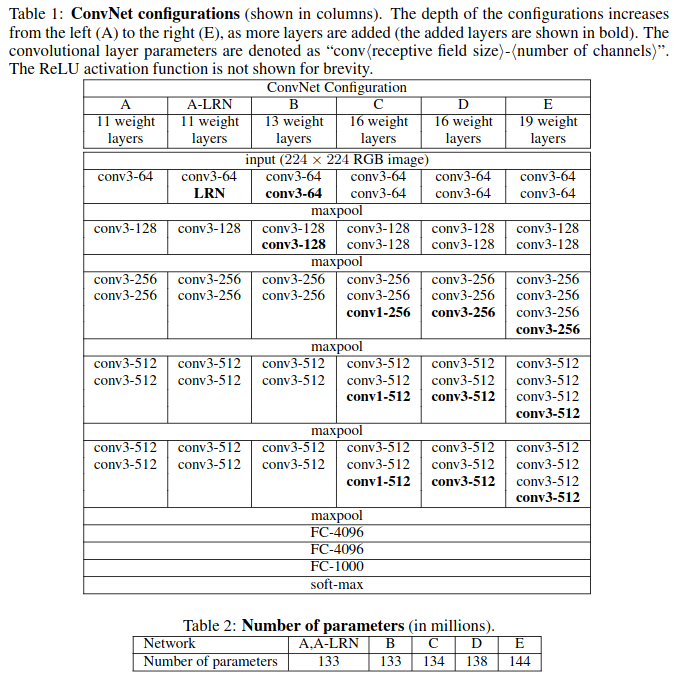 Table 1: ConvNet configurations (shown in columns). The depth of the configurations increases
from the left (A) to the right (E), as more layers are added (the added layers are shown in bold). The
convolutional layer parameters are denoted as “conv⟨receptive field size⟩-⟨number of channels⟩”.
The ReLU activation function is not shown for brevity.
ConvNet Configuration
A A-LRN B C D E
11 weight 11 weight 13 weight 16 weight 16 weight 19 weight
layers layers layers layers layers layers
input (224 × 224 RGB image)
conv3-64 conv3-64 conv3-64 conv3-64 conv3-64 conv3-64
LRN conv3-64 conv3-64 conv3-64 conv3-64
maxpool
conv3-128 conv3-128 conv3-128 conv3-128 conv3-128 conv3-128
conv3-128 conv3-128 conv3-128 conv3-128
maxpool
conv3-256 conv3-256 conv3-256 conv3-256 conv3-256 conv3-256
conv3-256 conv3-256 conv3-256 conv3-256 conv3-256 conv3-256
conv1-256 conv3-256 conv3-256
conv3-256
maxpool
conv3-512 conv3-512 conv3-512 conv3-512 conv3-512 conv3-512
conv3-512 conv3-512 conv3-512 conv3-512 conv3-512 conv3-512
conv1-512 conv3-512 conv3-512
conv3-512
maxpool
conv3-512 conv3-512 conv3-512 conv3-512 conv3-512 conv3-512
conv3-512 conv3-512 conv3-512 conv3-512 conv3-512 conv3-512
conv1-512 conv3-512 conv3-512
conv3-512
maxpool
FC-4096
FC-4096
FC-1000
soft-max
Table 2: Number of parameters (in millions).
Network A,A-LRN B C D E
Number of parameters 133 133 134 138 144